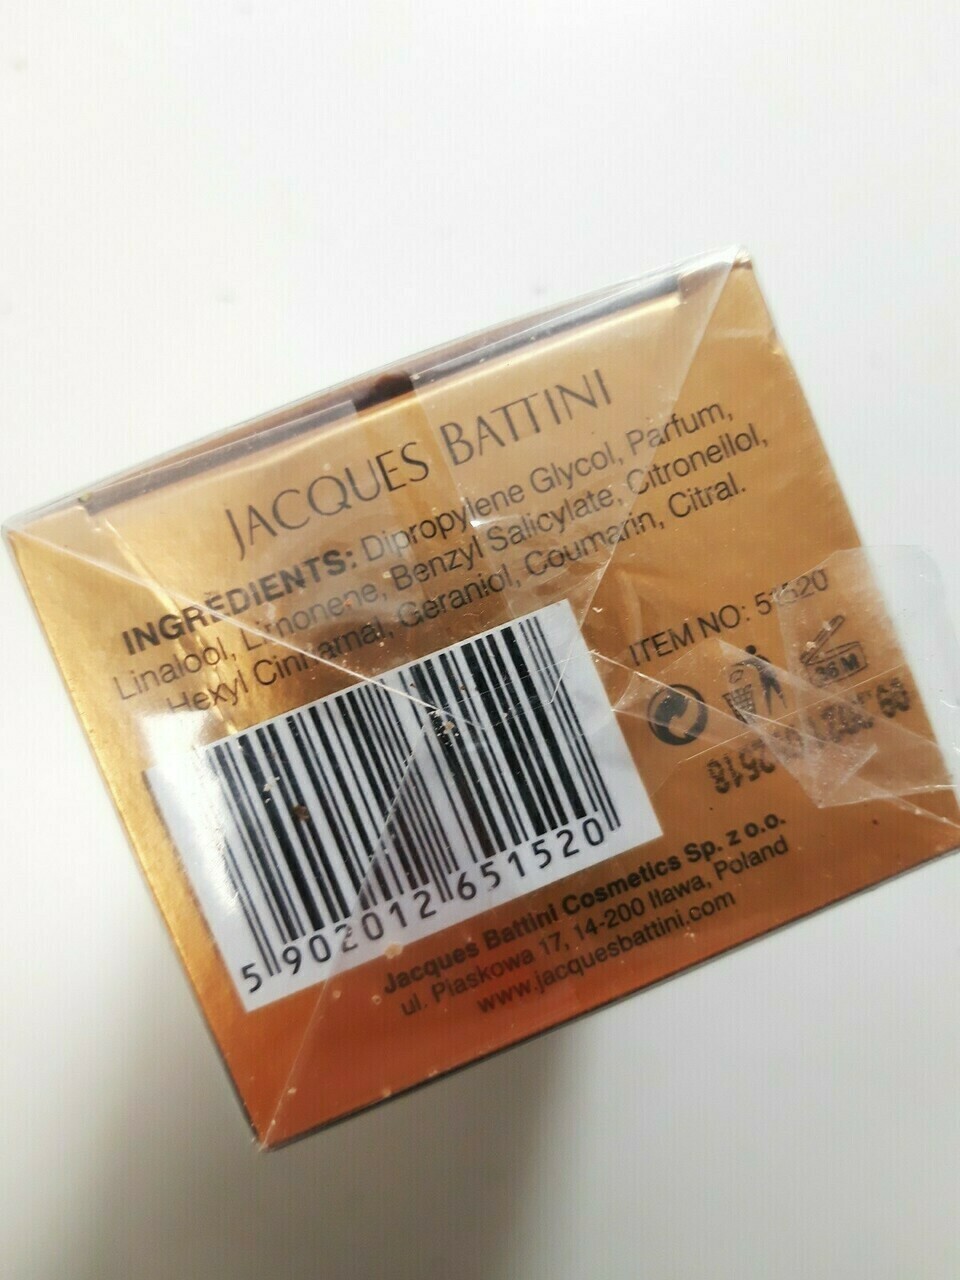 JACQUES BATTINI
INGREDIENTS: Dipropylene Glycol, Parfum,
Linalool, Limonene, Benzyl Salicylate, Citronellol,
Hexyl Cinnamal, Geraniol, Coumarin, Citral.
ITEM NO: 51520
36 M
5 902012 651520
Jacques Battini Cosmetics Sp. z o.o.
ul. Piaskowa 17, 14-200 Iława, Poland
www.jacquesbattini.com